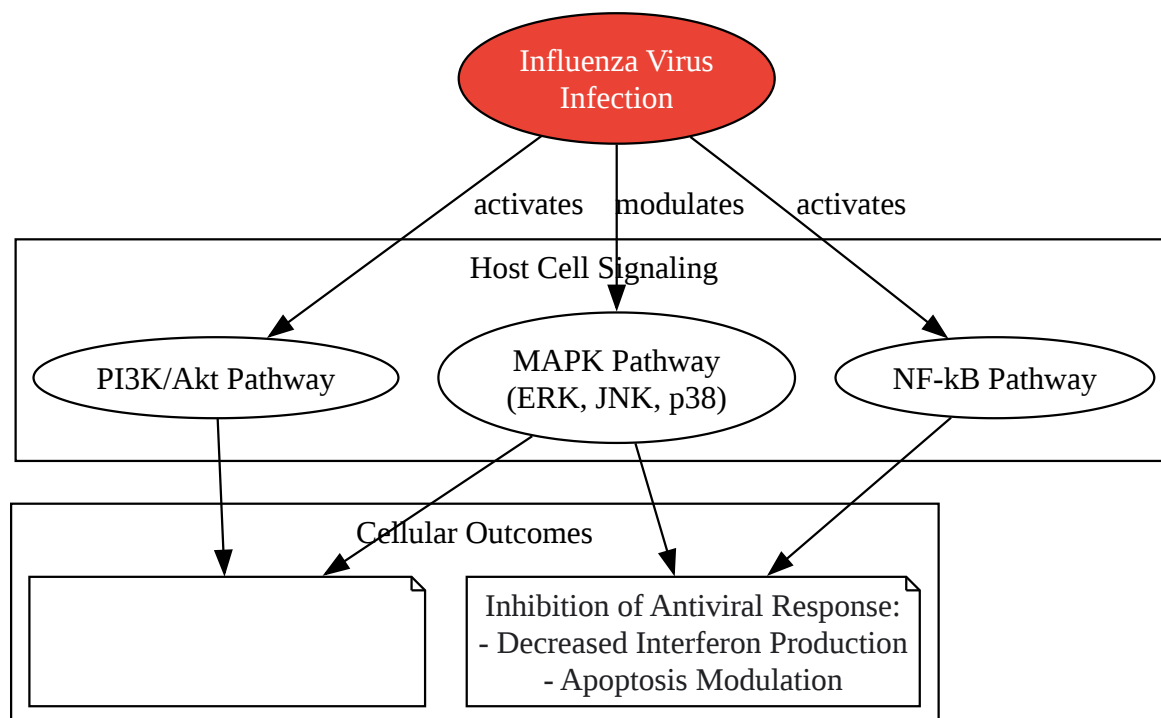 Influenza Virus
Infection
activates
modulates
activates
Host Cell Signaling
PI3K/Akt Pathway
MAPK Pathway
(ERK, JNK, p38)
NF-kB Pathway
Cellular Outcomes
Inhibition of Antiviral Response:
- Decreased Interferon Production
- Apoptosis Modulation